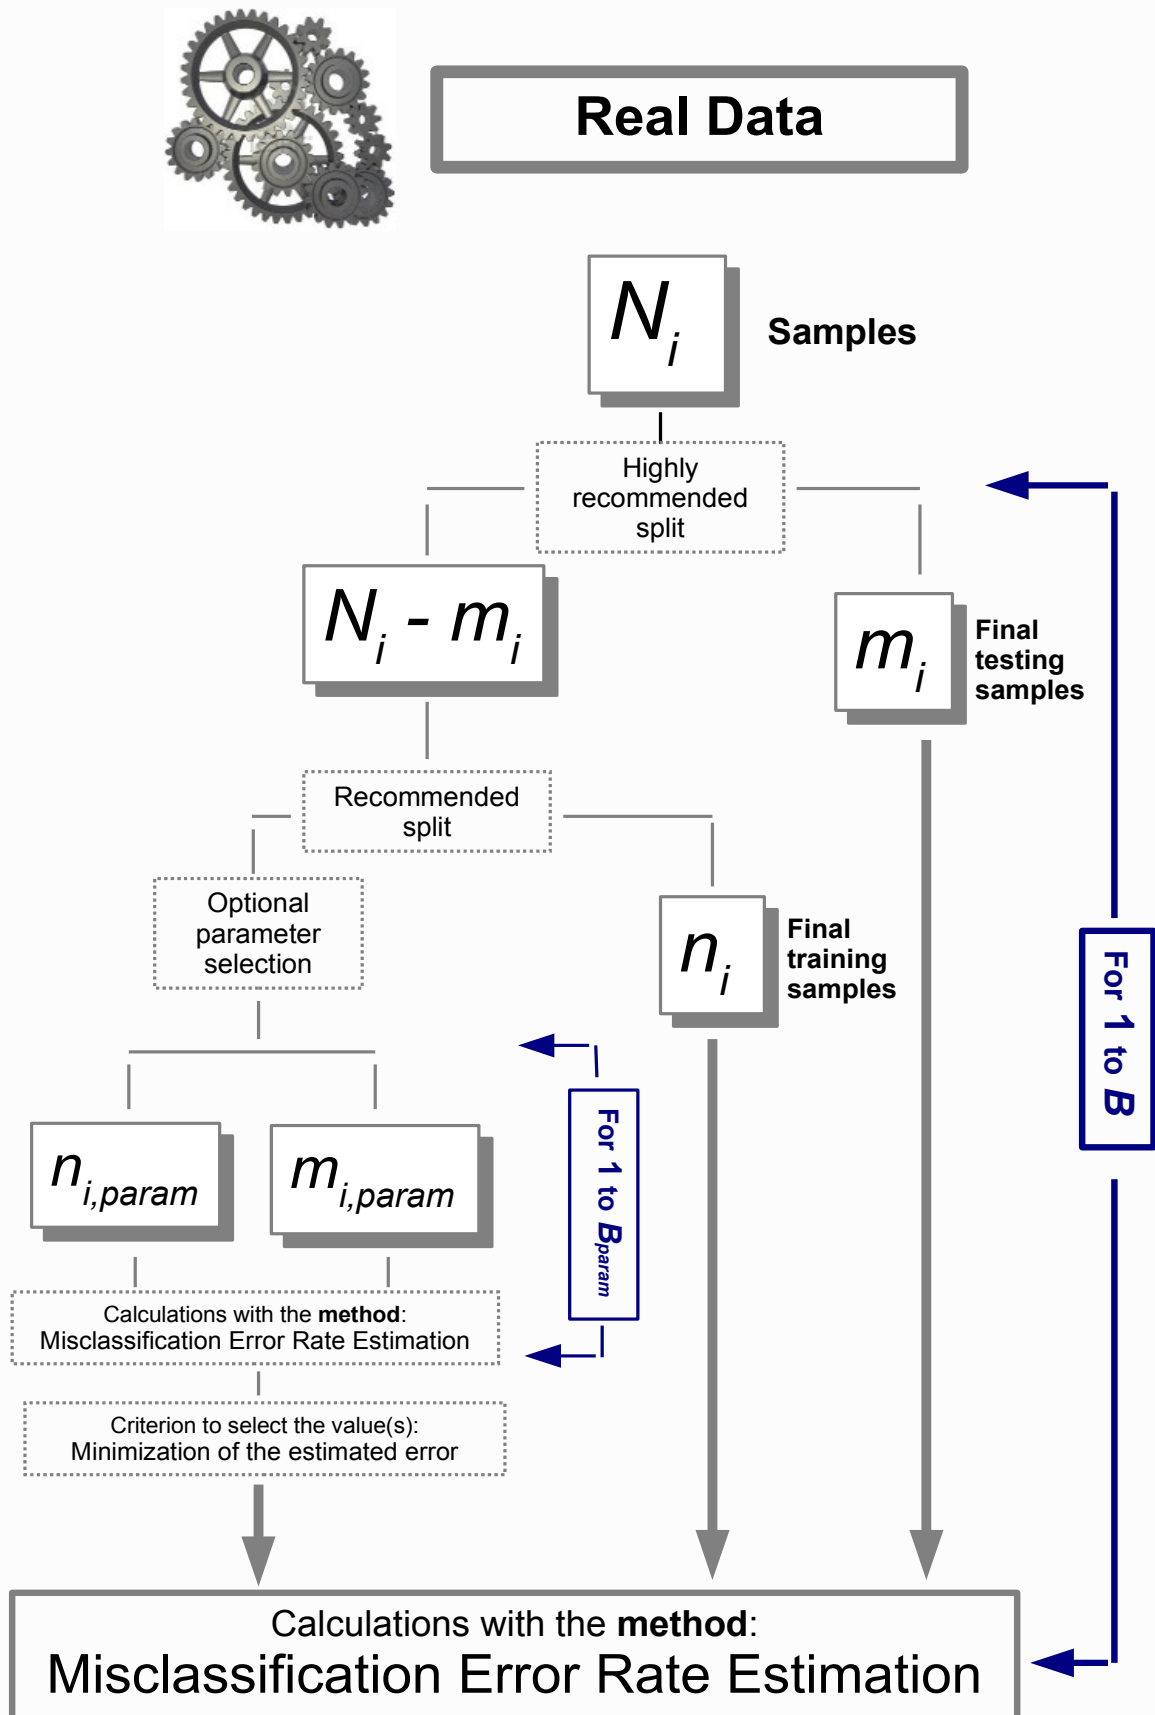 Real Data
N_i
Samples
Highly
recommended
split
N_i - m_i
m_i
Final
testing
samples
Recommended
split
Optional
parameter
selection
n_i
Final
training
samples
For 1 to B
n_i,param
m_i,param
For 1 to B_param
Calculations with the method:
Misclassification Error Rate Estimation
Criterion to select the value(s):
Minimization of the estimated error
Calculations with the method:
Misclassification Error Rate Estimation